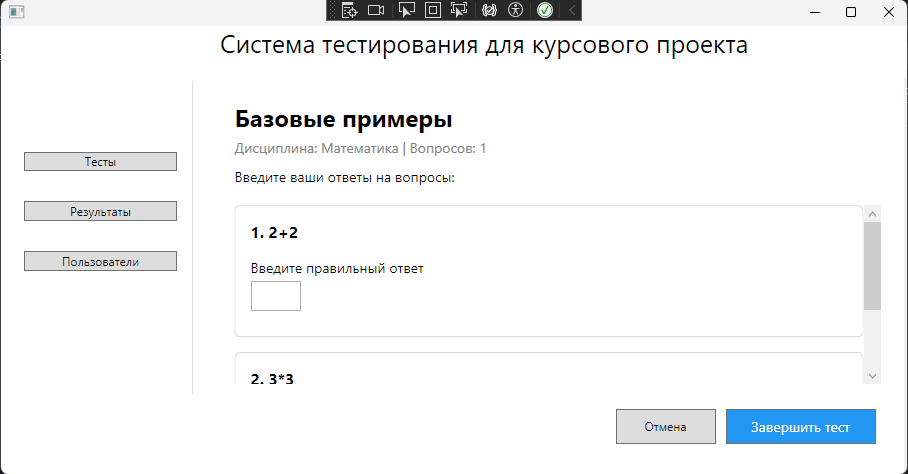 Система тестирования для курсового проекта
Тесты
Результаты
Пользователи
Базовые примеры
Дисциплина: Математика | Вопросов: 1
Введите ваши ответы на вопросы:
1. 2+2
Введите правильный ответ
2. 3*3
Отмена
Завершить тест